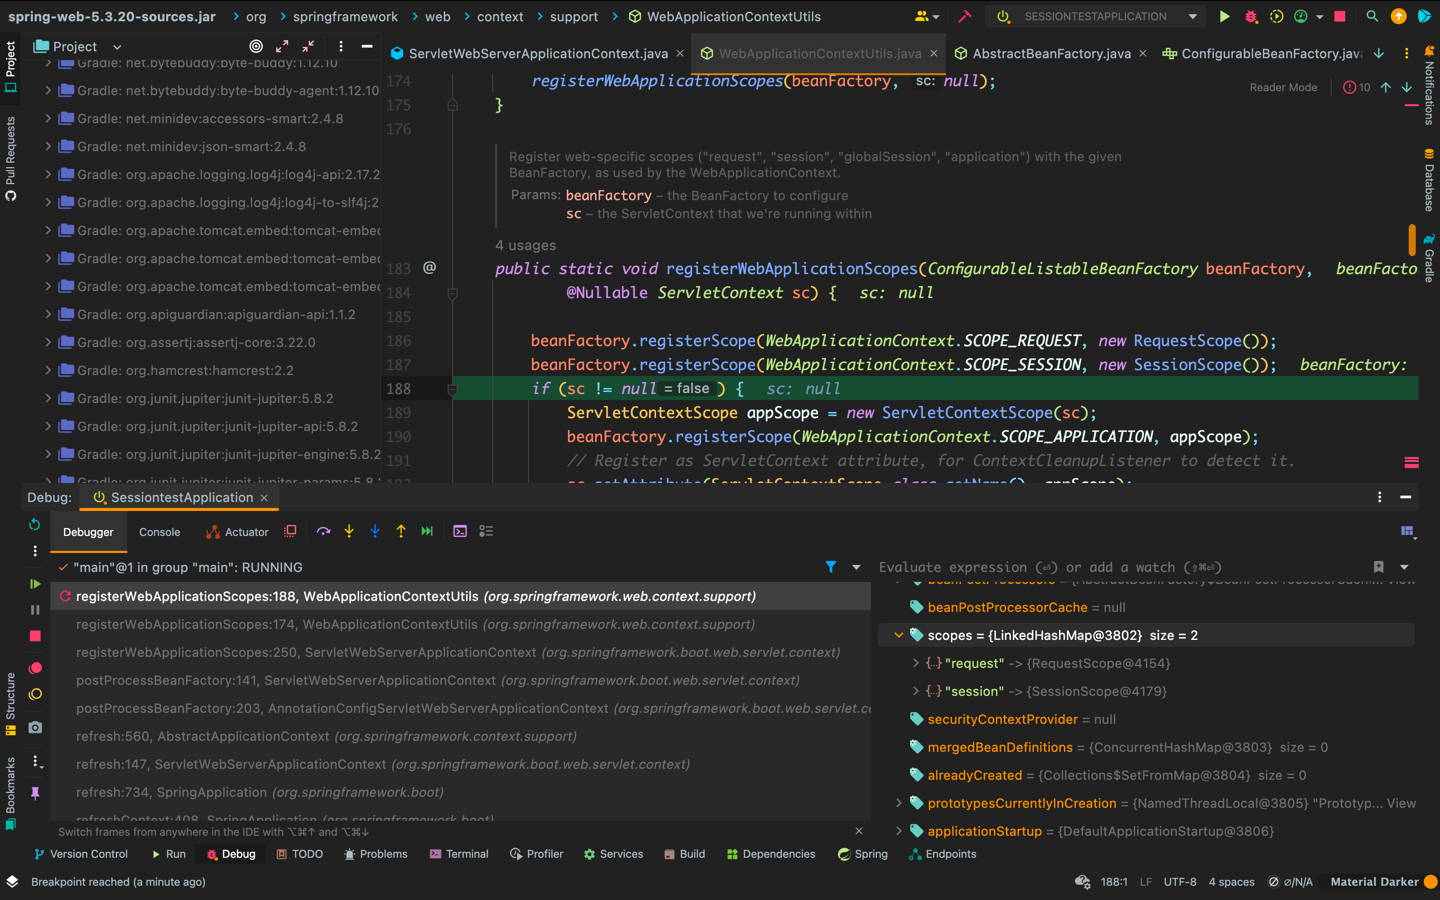 spring-web-5.3.20-sources.jar org springframework web context support WebApplicationContextUtils
SESSIONTESTAPPLICATION
Project
Project
Pull Requests
Structure
Bookmarks
Gradle: net.bytebuddy:byte-buddy:1.12.10
Gradle: net.bytebuddy:byte-buddy-agent:1.12.10
Gradle: net.minidev:accessors-smart:2.4.8
Gradle: net.minidev:json-smart:2.4.8
Gradle: org.apache.logging.log4j:log4j-api:2.17.2
Gradle: org.apache.logging.log4j:log4j-to-slf4j:2
Gradle: org.apache.tomcat.embed:tomcat-embed
Gradle: org.apache.tomcat.embed:tomcat-embed
Gradle: org.apache.tomcat.embed:tomcat-embed
Gradle: org.apiguardian:apiguardian-api:1.1.2
Gradle: org.assertj:assertj-core:3.22.0
Gradle: org.hamcrest:hamcrest:2.2
Gradle: org.junit.jupiter:junit-jupiter:5.8.2
Gradle: org.junit.jupiter:junit-jupiter-api:5.8.2
Gradle: org.junit.jupiter:junit-jupiter-engine:5.8.2
Gradle: org.junit.jupiter:junit-jupiter-params:5.8.2
ServletWebServerApplicationContext.java
WebApplicationContextUtils.java
AbstractBeanFactory.java
ConfigurableBeanFactory.java
Reader Mode
10
174 registerWebApplicationScopes(beanFactory, sc: null);
175 }
176
Register web-specific scopes ("request", "session", "globalSession", "application") with the given
BeanFactory, as used by the WebApplicationContext.
Params: beanFactory – the BeanFactory to configure
sc – the ServletContext that we're running within
4 usages
183 @ public static void registerWebApplicationScopes(ConfigurableListableBeanFactory beanFactory, beanFacto
184 @Nullable ServletContext sc) { sc: null
185
186 beanFactory.registerScope(WebApplicationContext.SCOPE_REQUEST, new RequestScope());
187 beanFactory.registerScope(WebApplicationContext.SCOPE_SESSION, new SessionScope()); beanFactory:
188 if (sc != null = false ) { sc: null
189 ServletContextScope appScope = new ServletContextScope(sc);
190 beanFactory.registerScope(WebApplicationContext.SCOPE_APPLICATION, appScope);
191 // Register as ServletContext attribute, for ContextCleanupListener to detect it.
sc.setAttribute(ServletContextScope.class.getName(), appScope);
Notifications
Database
Gradle
Debug: SessiontestApplication
Debugger Console Actuator
"main"@1 in group "main": RUNNING
registerWebApplicationScopes:188, WebApplicationContextUtils (org.springframework.web.context.support)
registerWebApplicationScopes:174, WebApplicationContextUtils (org.springframework.web.context.support)
registerWebApplicationScopes:250, ServletWebServerApplicationContext (org.springframework.boot.web.servlet.context)
postProcessBeanFactory:141, ServletWebServerApplicationContext (org.springframework.boot.web.servlet.context)
postProcessBeanFactory:203, AnnotationConfigServletWebServerApplicationContext (org.springframework.boot.web.servlet.co
refresh:560, AbstractApplicationContext (org.springframework.context.support)
refresh:147, ServletWebServerApplicationContext (org.springframework.boot.web.servlet.context)
refresh:734, SpringApplication (org.springframework.boot)
refreshContext:408, SpringApplication (org.springframework.boot)
Switch frames from anywhere in the IDE with ⌥⌘↑ and ⌥⌘↓
Evaluate expression (⏎) or add a watch (⇧⌘⏎)
beanPostProcessors = {AbstractBeanFactory$BeanPostProcessorCach... View
beanPostProcessorCache = null
scopes = {LinkedHashMap@3802} size = 2
"request" -> {RequestScope@4154}
"session" -> {SessionScope@4179}
securityContextProvider = null
mergedBeanDefinitions = {ConcurrentHashMap@3803} size = 0
alreadyCreated = {Collections$SetFromMap@3804} size = 0
prototypesCurrentlyInCreation = {NamedThreadLocal@3805} "Prototyp... View
applicationStartup = {DefaultApplicationStartup@3806}
Version Control Run Debug TODO Problems Terminal Profiler Services Build Dependencies Spring Endpoints
Breakpoint reached (a minute ago)
188:1 LF UTF-8 4 spaces ∅/N/A Material Darker